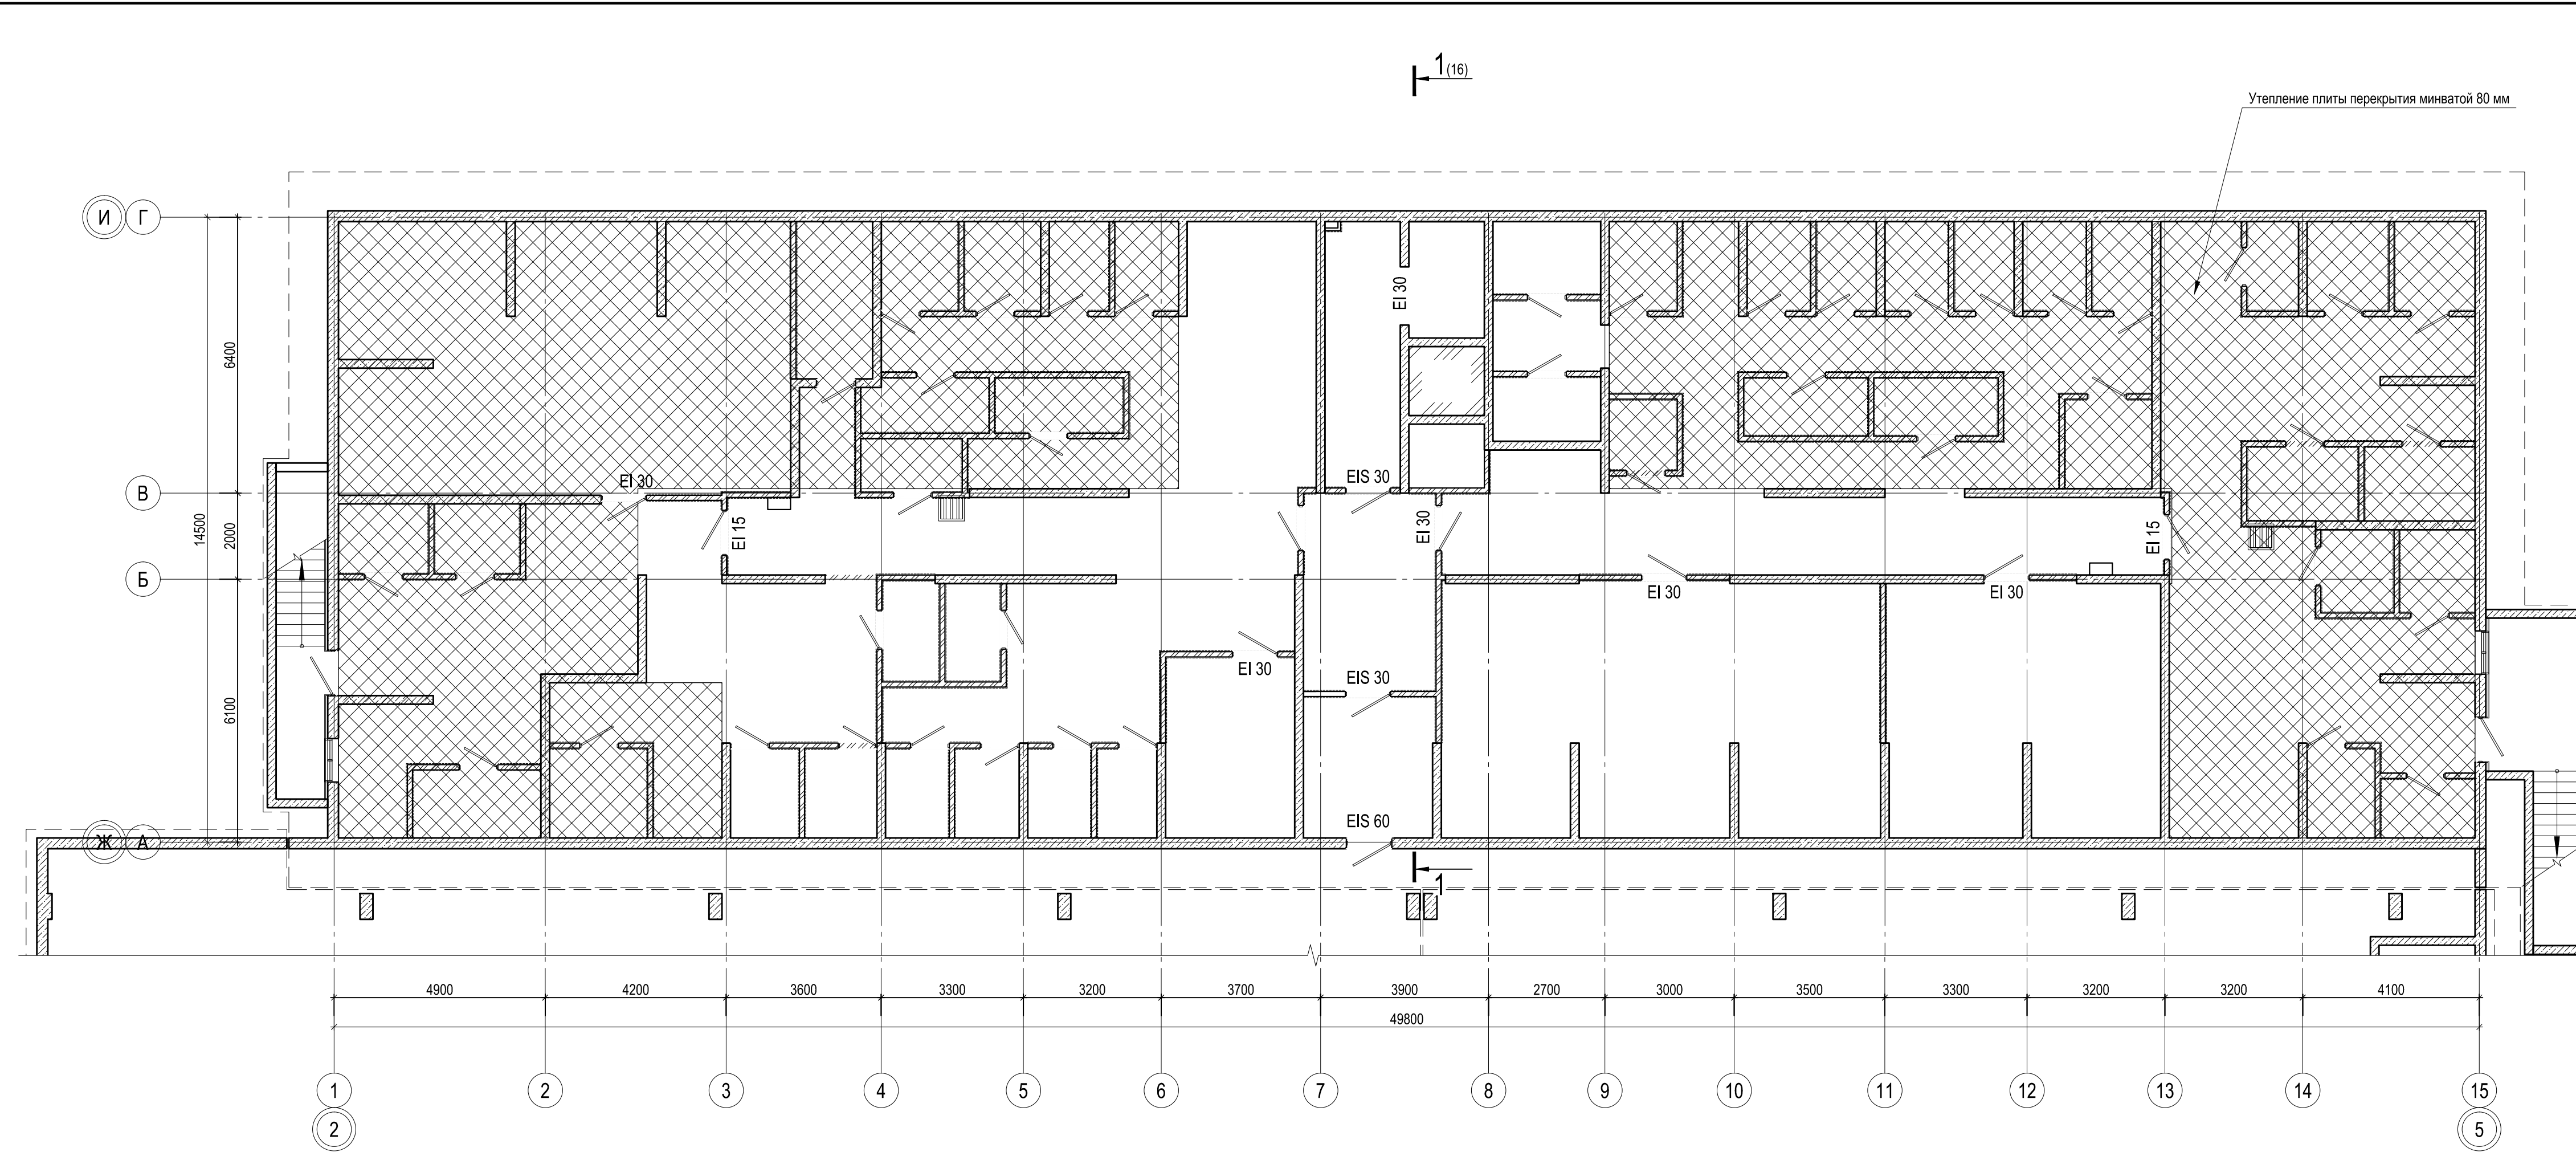 1(16)
Утепление плиты перекрытия минватой 80 мм
И Г
6400
EI 30
EI 30
EIS 30
В
14500
2000
EI 15
EI 30
EI 15
Б
EI 30
EI 30
EI 30
EIS 30
6100
EIS 60
Ж А
1
4900 4200 3600 3300 3200 3700 3900 2700 3000 3500 3300 3200 3200 4100
49800
1 2 3 4 5 6 7 8 9 10 11 12 13 14 15
2 5